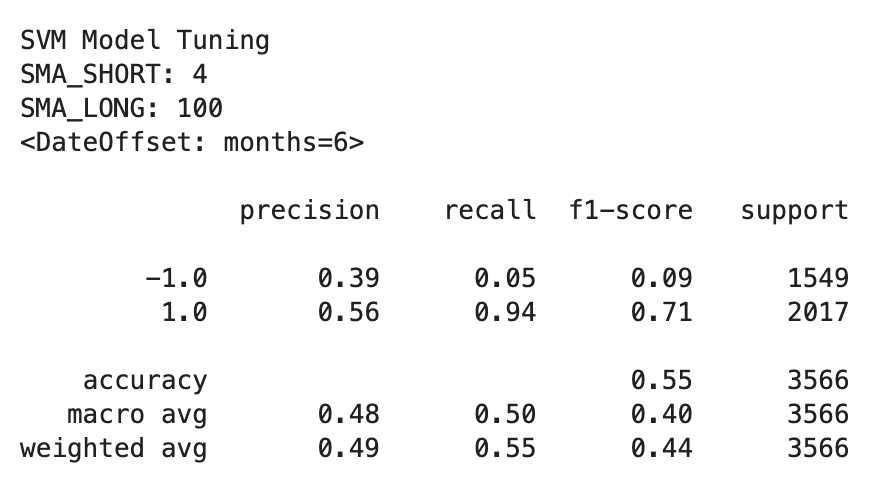 SVM Model Tuning
SMA_SHORT: 4
SMA_LONG: 100
<DateOffset: months=6>
precision recall f1-score support
-1.0 0.39 0.05 0.09 1549
1.0 0.56 0.94 0.71 2017
accuracy 0.55 3566
macro avg 0.48 0.50 0.40 3566
weighted avg 0.49 0.55 0.44 3566